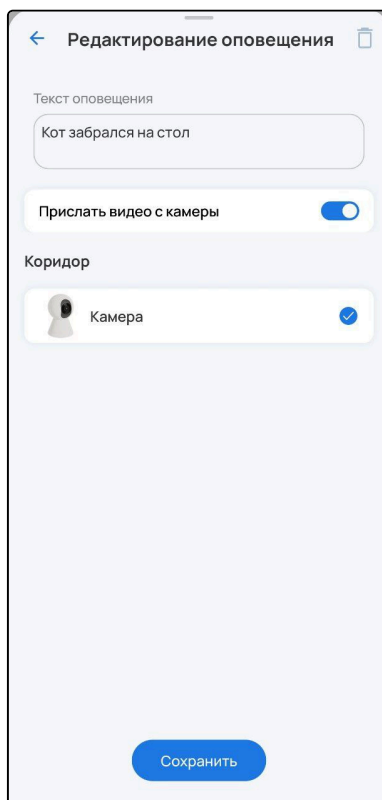 Редактирование оповещения
Текст оповещения
Кот забрался на стол
Прислать видео с камеры
Коридор
Камера
Сохранить